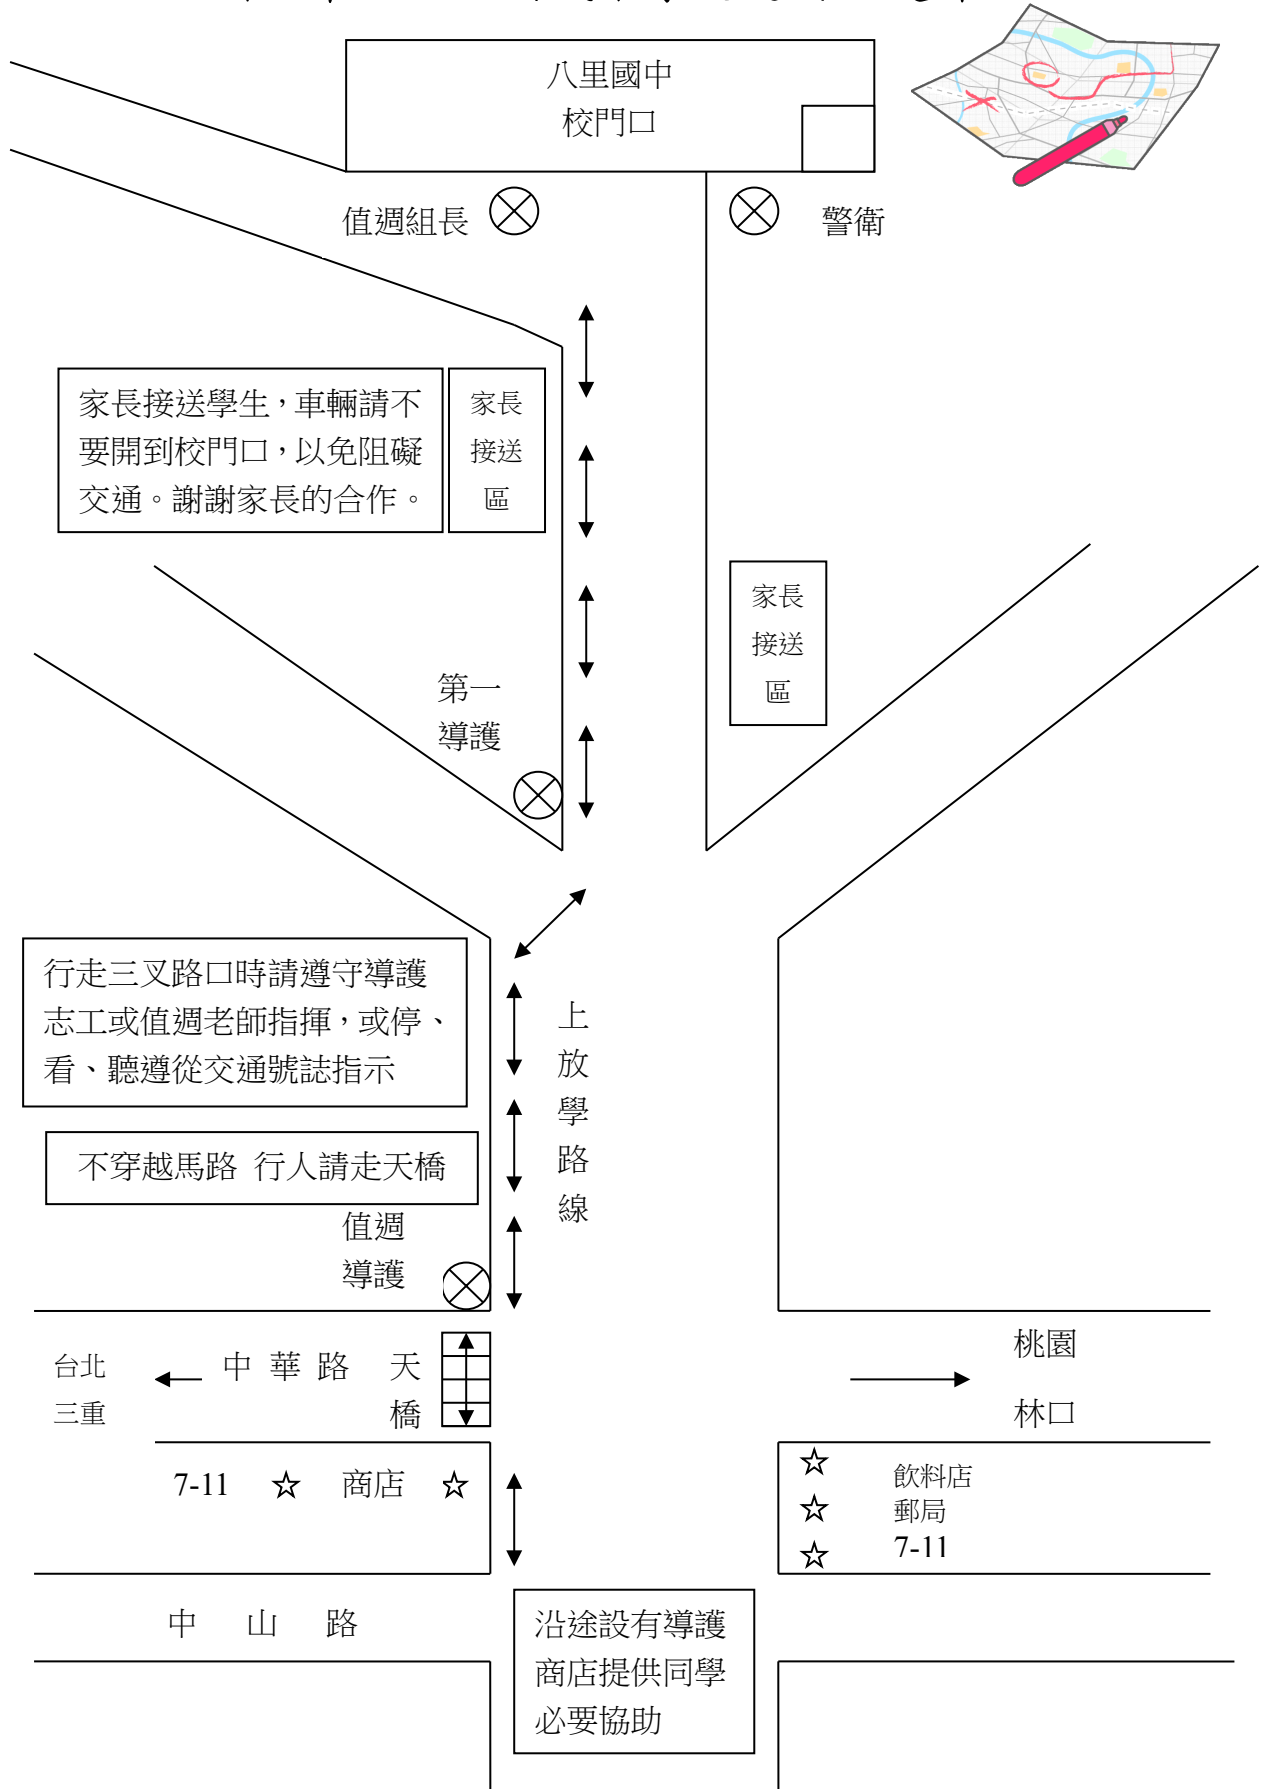 八里國中
校門口
值週組長
警衛
家長接送學生，車輛請不
要開到校門口，以免阻礙
交通。謝謝家長的合作。
家長
接送
區
家長
接送
區
第一
導護
行走三叉路口時請遵守導護
志工或值週老師指揮，或停、
看、聽遵從交通號誌指示
上
放
學
路
線
不穿越馬路 行人請走天橋
值週
導護
台北
三重
中 華 路
天
橋
桃園
林口
7-11 ☆ 商店 ☆
☆
☆
☆
飲料店
郵局
7-11
中 山 路
沿途設有導護
商店提供同學
必要協助